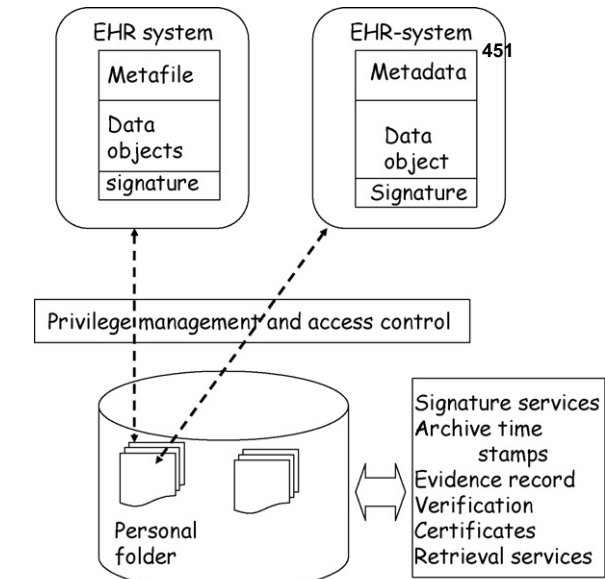 EHR system
Metafile
Data
objects
signature
EHR-system
451
Metadata
Data
object
Signature
Privilege management and access control
Personal
folder
Signature services
Archive time
stamps
Evidence record
Verification
Certificates
Retrieval services